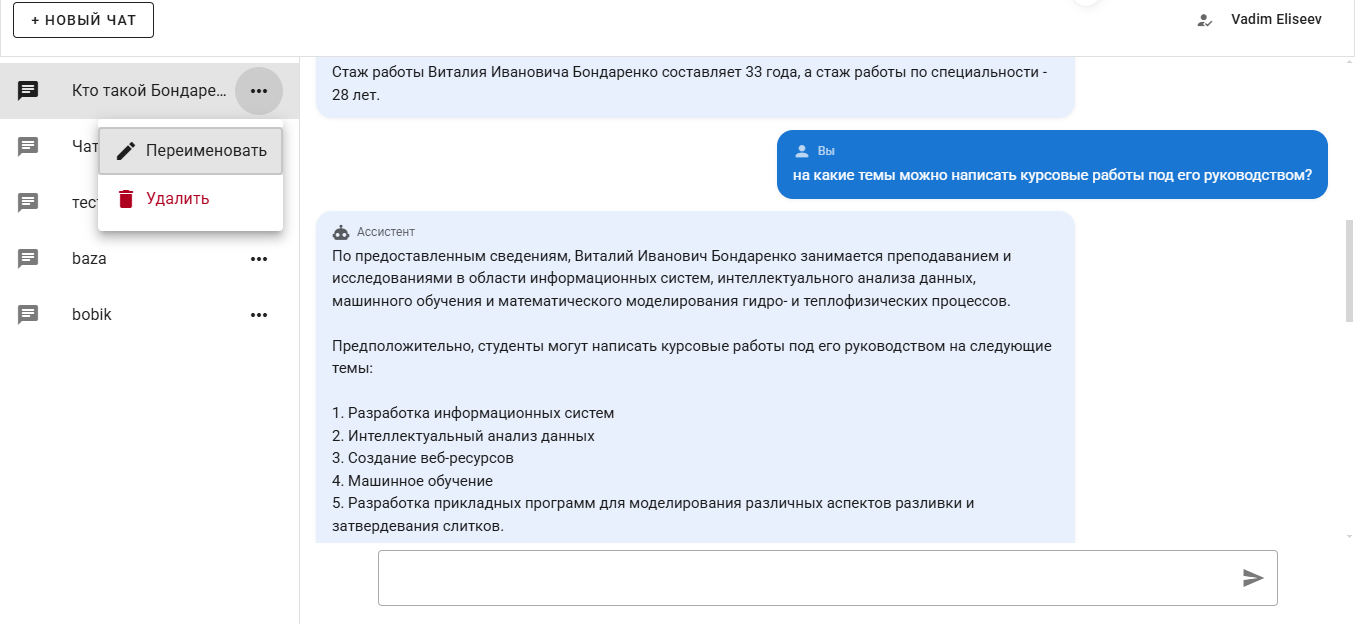 + НОВЫЙ ЧАТ
Vadim Eliseev
Кто такой Бондаре...
Переименовать
Удалить
baza
bobik
Стаж работы Виталия Ивановича Бондаренко составляет 33 года, а стаж работы по специальности -
28 лет.
Вы
на какие темы можно написать курсовые работы под его руководством?
Ассистент
По предоставленным сведениям, Виталий Иванович Бондаренко занимается преподаванием и
исследованиями в области информационных систем, интеллектуального анализа данных,
машинного обучения и математического моделирования гидро- и теплофизических процессов.
Предположительно, студенты могут написать курсовые работы под его руководством на следующие
темы:
1. Разработка информационных систем
2. Интеллектуальный анализ данных
3. Создание веб-ресурсов
4. Машинное обучение
5. Разработка прикладных программ для моделирования различных аспектов разливки и
затвердевания слитков.